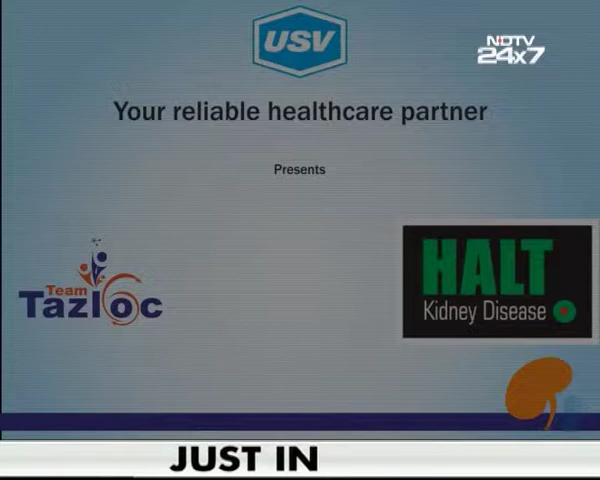 USV
NDTV
24x7
Your reliable healthcare partner
Presents
Team
Tazloc
HALT
Kidney Disease
JUST IN